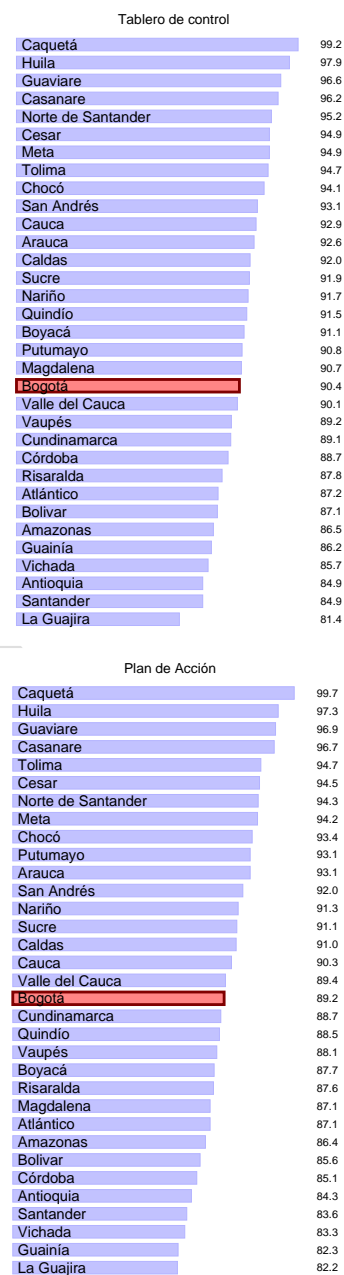 Tablero de control
Caquetá 99.2
Huila 97.9
Guaviare 96.6
Casanare 96.2
Norte de Santander 95.2
Cesar 94.9
Meta 94.9
Tolima 94.7
Chocó 94.1
San Andrés 93.1
Cauca 92.9
Arauca 92.6
Caldas 92.0
Sucre 91.9
Nariño 91.7
Quindío 91.5
Boyacá 91.1
Putumayo 90.8
Magdalena 90.7
Bogotá 90.4
Valle del Cauca 90.1
Vaupés 89.2
Cundinamarca 89.1
Córdoba 88.7
Risaralda 87.8
Atlántico 87.2
Bolivar 87.1
Amazonas 86.5
Guainía 86.2
Vichada 85.7
Antioquia 84.9
Santander 84.9
La Guajira 81.4
Plan de Acción
Caquetá 99.7
Huila 97.3
Guaviare 96.9
Casanare 96.7
Tolima 94.7
Cesar 94.5
Norte de Santander 94.3
Meta 94.2
Chocó 93.4
Putumayo 93.1
Arauca 93.1
San Andrés 92.0
Nariño 91.3
Sucre 91.1
Caldas 91.0
Cauca 90.3
Valle del Cauca 89.4
Bogotá 89.2
Cundinamarca 88.7
Quindío 88.5
Vaupés 88.1
Boyacá 87.7
Risaralda 87.6
Magdalena 87.1
Atlántico 87.1
Amazonas 86.4
Bolivar 85.6
Córdoba 85.1
Antioquia 84.3
Santander 83.6
Vichada 83.3
Guainía 82.3
La Guajira 82.2